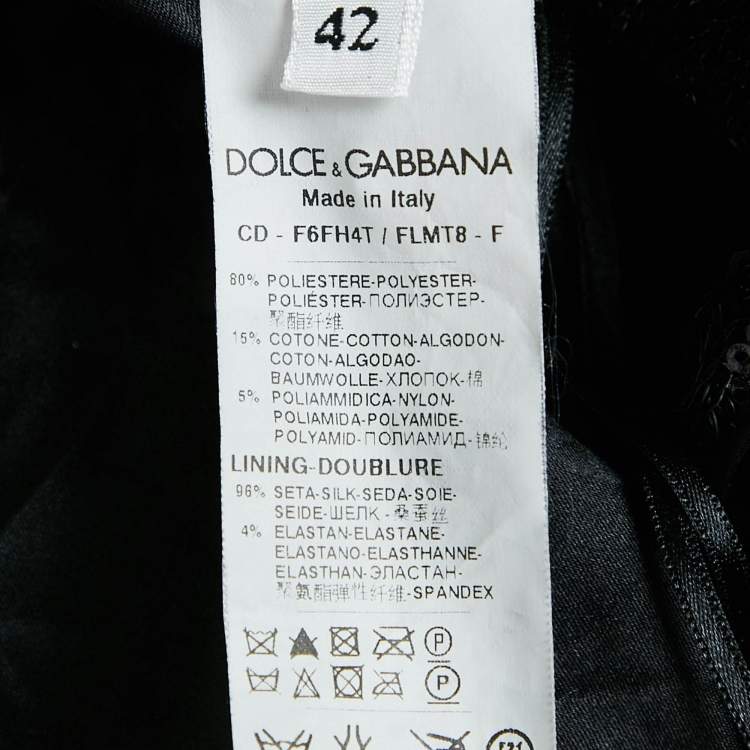 42
DOLCE & GABBANA
Made in Italy
CD - F6FH4T / FLMT8 - F
80% POLIESTERE-POLYESTER-
POLIÉSTER-ПОЛИЭСТЕР-
聚酯纤维
15% COTONE-COTTON-ALGODON-
COTON-ALGODAO-
BAUMWOLLE-ХЛОПОК-棉
5% POLIAMMIDICA-NYLON-
POLIAMIDA-POLYAMIDE-
POLYAMID-ПОЛИАМИД-锦纶
LINING-DOUBLURE
96% SETA-SILK-SEDA-SOIE-
SEIDE-ШЕЛК-桑蚕丝
4% ELASTAN-ELASTANE-
ELASTANO-ELASTHANNE-
ELASTHAN-ЭЛАСТАН-
聚氨酯弹性纤维-SPANDEX
P
P